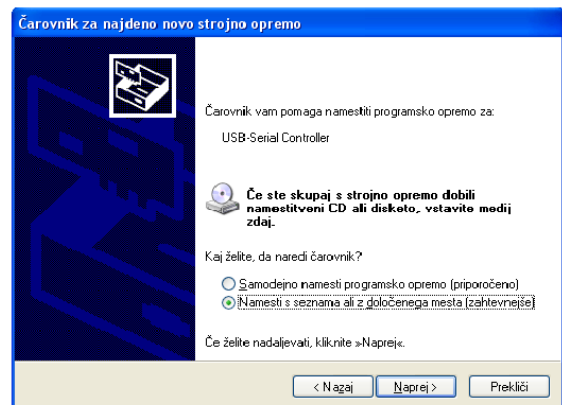 Čarovnik za najdeno novo strojno opremo
Čarovnik vam pomaga namestiti programsko opremo za:
USB-Serial Controller
Če ste skupaj s strojno opremo dobili
namestitveni CD ali disketo, vstavite medij
zdaj.
Kaj želite, da naredi čarovnik?
Samodejno namesti programsko opremo (priporočeno)
Namesti s seznama ali z določenega mesta (zahtevnejše)
Če želite nadaljevati, kliknite »Naprej«.
< Nazaj Naprej > Prekliči